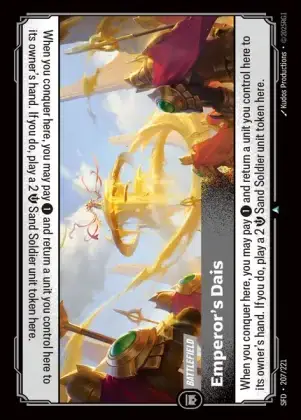 When you conquer here, you may pay 1 and return a unit you control here to
its owner's hand. If you do, play a 2 Sand Soldier unit token here.
BATTLEFIELD
Emperor's Dais
When you conquer here, you may pay 1 and return a unit you control here to
its owner's hand. If you do, play a 2 Sand Soldier unit token here.
SFD • 207/221
Kudos Productions • ©2025RGI